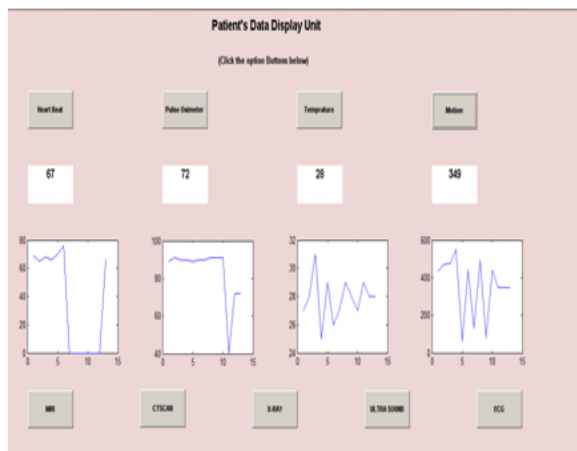 Patient's Data Display Unit
(Click the option Buttons below)
Heart Beat
Pulse Oximeter
Temprature
Motion
67
72
28
349
80
60
40
20
0
0 5 10 15
100
80
60
40
0 5 10 15
32
30
28
26
24
0 5 10 15
600
400
200
0
0 5 10 15
MRI
CTSCAN
X-RAY
ULTRA SOUND
ECG